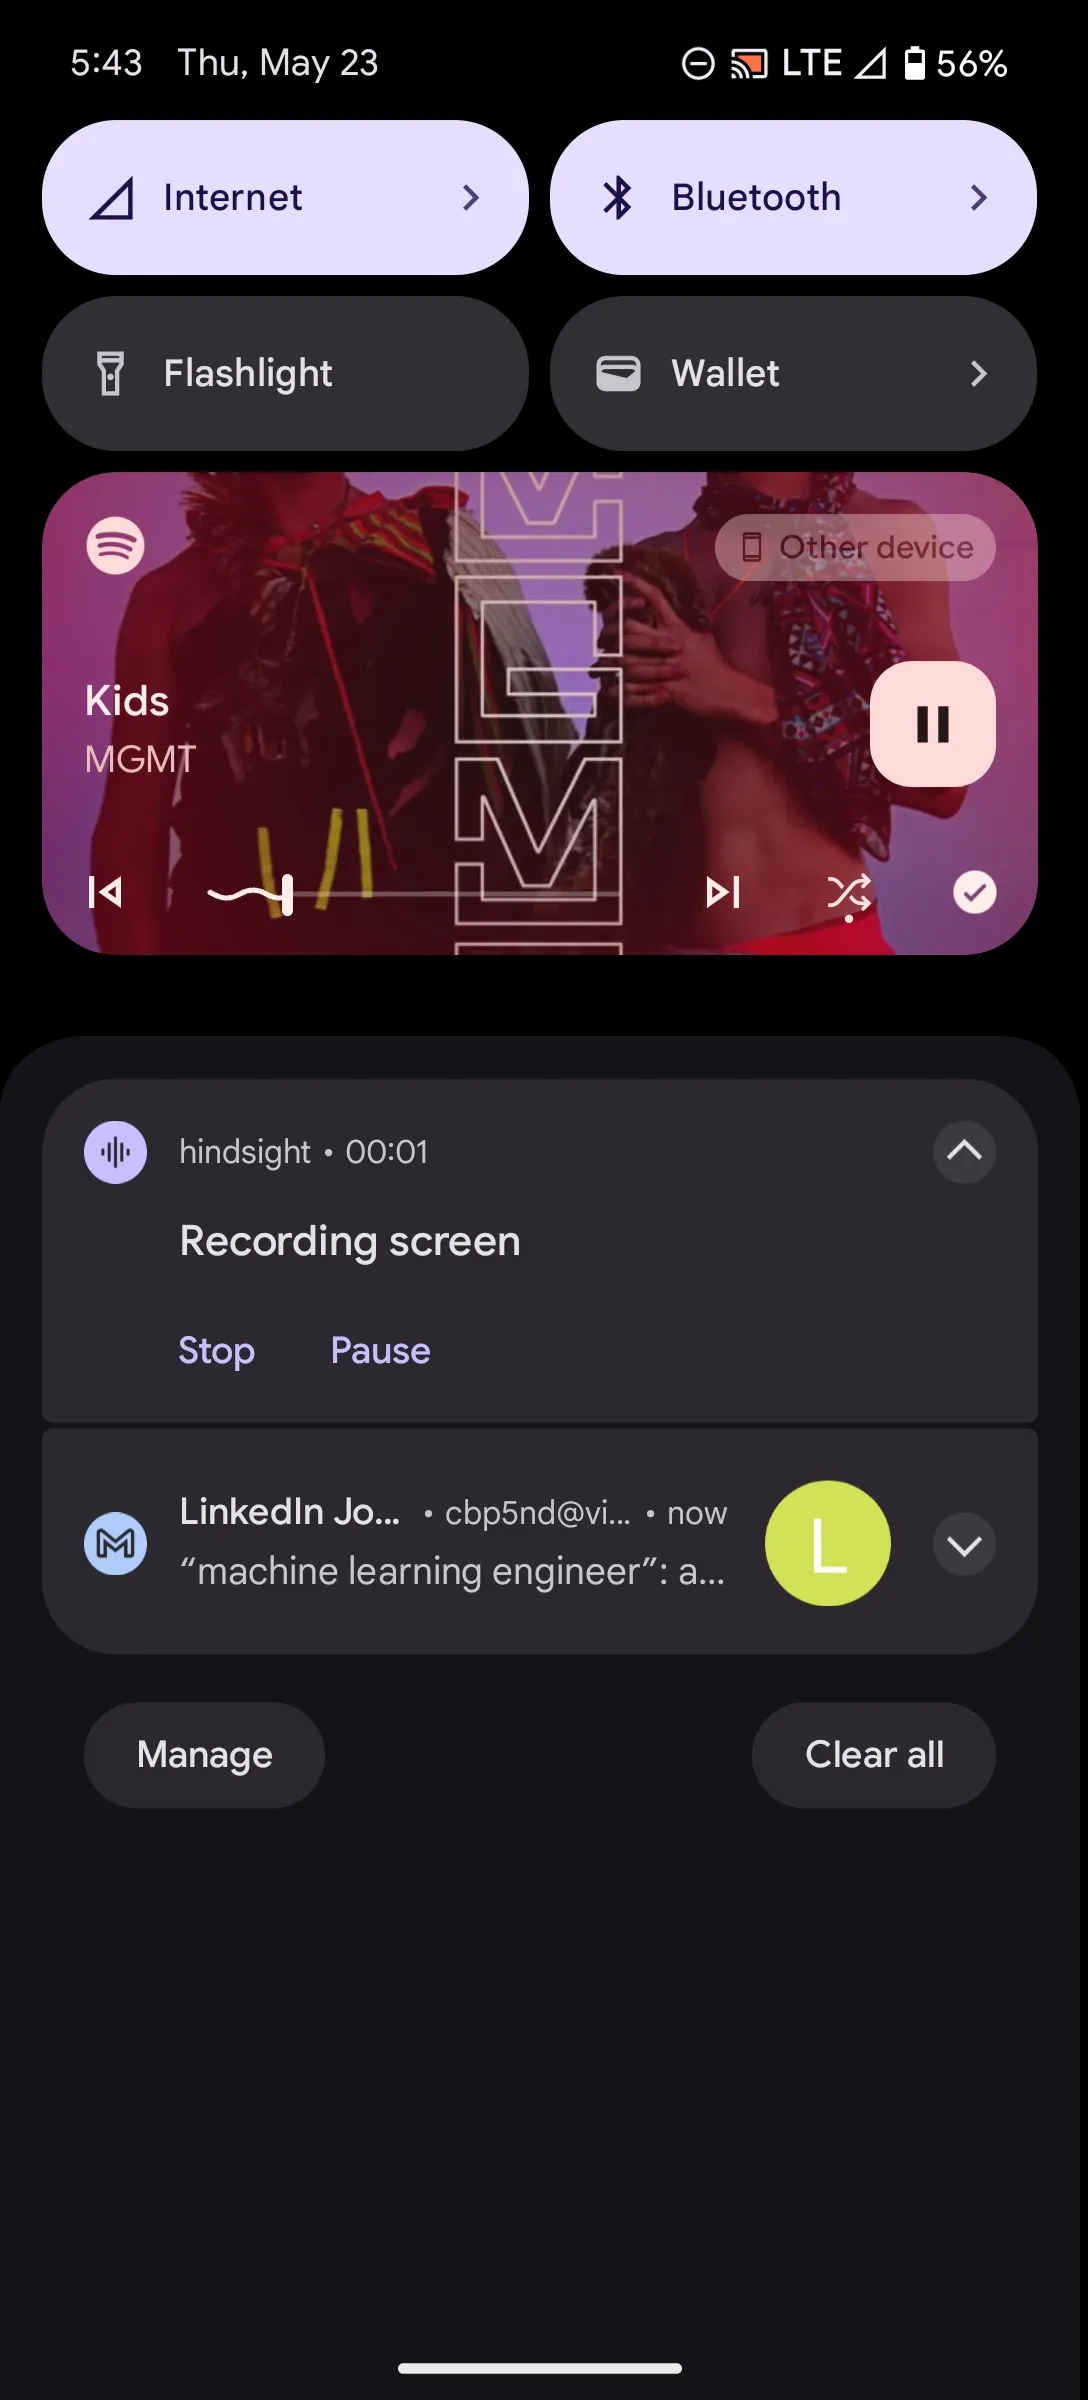 5:43 Thu, May 23 LTE 56%
Internet
Bluetooth
Flashlight
Wallet
Other device
Kids
MGMT
hindsight • 00:01
Recording screen
Stop Pause
LinkedIn Jo... • cbp5nd@vi... • now
“machine learning engineer”: a...
L
Manage
Clear all